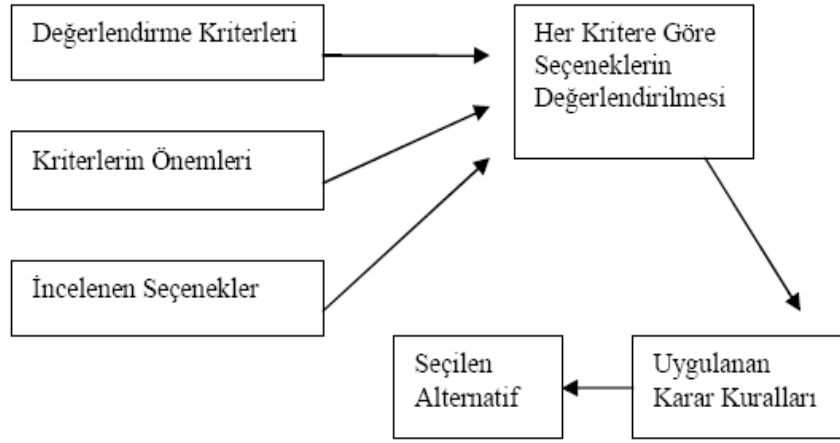 Değerlendirme Kriterleri
Kriterlerin Önemleri
İncelenen Seçenekler
Her Kritere Göre
Seçeneklerin
Değerlendirilmesi
Uygulanan
Karar Kuralları
Seçilen
Alternatif